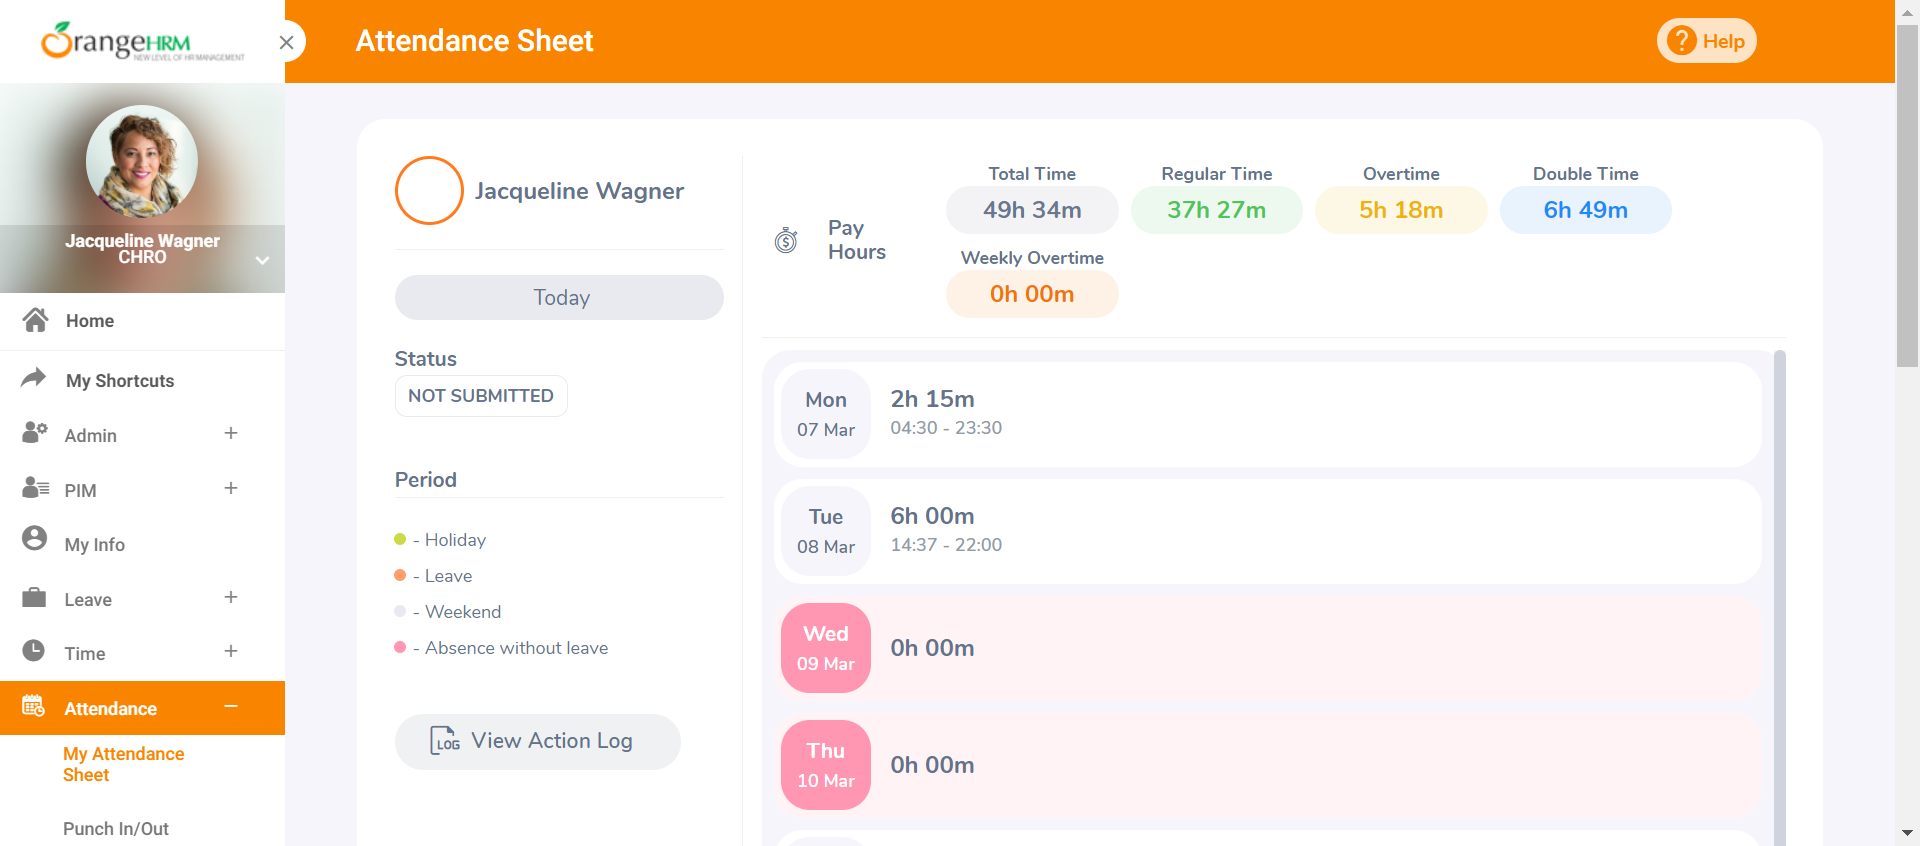 OrangeHRM
NEW LEVEL OF HR MANAGEMENT
Attendance Sheet
? Help
Jacqueline Wagner
CHRO
Home
My Shortcuts
Admin
PIM
My Info
Leave
Time
Attendance
My Attendance
Sheet
Punch In/Out
Jacqueline Wagner
Today
Status
NOT SUBMITTED
Period
- Holiday
- Leave
- Weekend
- Absence without leave
LOG View Action Log
Pay
Hours
Total Time
49h 34m
Regular Time
37h 27m
Overtime
5h 18m
Double Time
6h 49m
Weekly Overtime
0h 00m
Mon
07 Mar
2h 15m
04:30 - 23:30
Tue
08 Mar
6h 00m
14:37 - 22:00
Wed
09 Mar
0h 00m
Thu
10 Mar
0h 00m